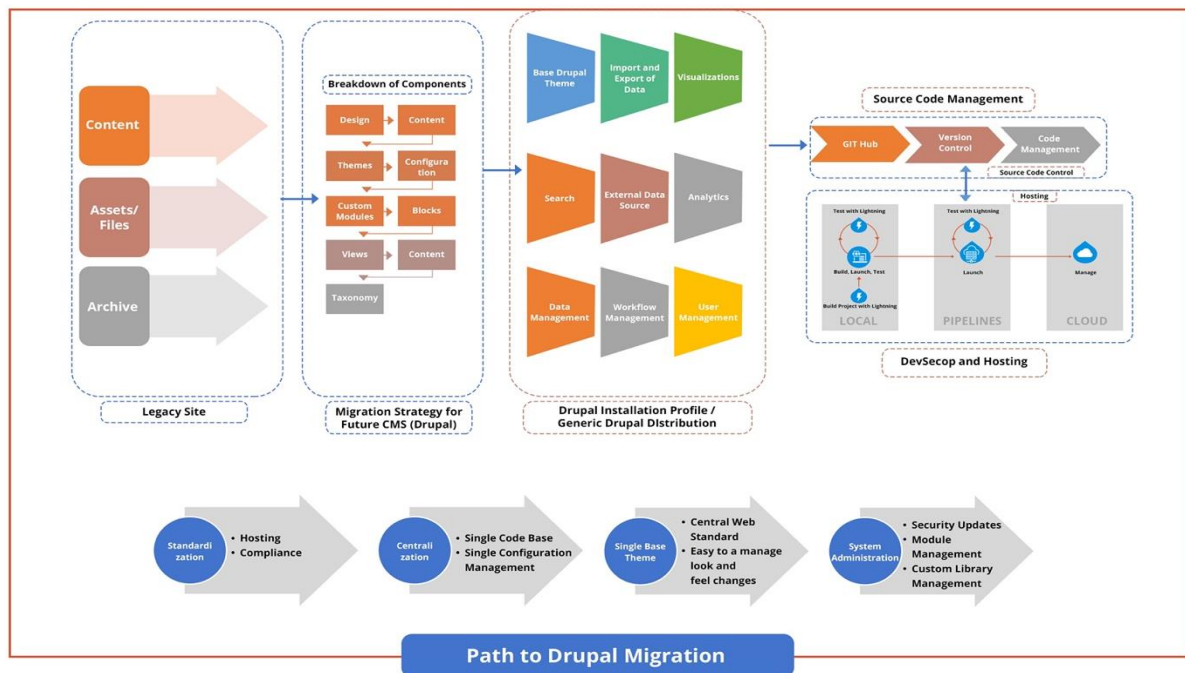 Content
Assets/
Files
Archive
Legacy Site
Breakdown of Components
Design
Content
Themes
Configura
tion
Custom
Modules
Blocks
Views
Content
Taxonomy
Migration Strategy for
Future CMS (Drupal)
Base Drupal
Theme
Import and
Export of
Data
Visualizations
Search
External Data
Source
Analytics
Data
Management
Workflow
Management
User
Management
Drupal Installation Profile /
Generic Drupal DIstribution
Source Code Management
GIT Hub
Version
Control
Code
Management
Source Code Control
Hosting
Test with Lightning
Build, Launch, Test
Build Project with Lightning
LOCAL
Test with Lightning
Launch
PIPELINES
Manage
CLOUD
DevSecop and Hosting
Standardi
zation
• Hosting
• Compliance
Centrali
zation
• Single Code Base
• Single Configuration
Management
Single Base
Theme
• Central Web
Standard
• Easy to a manage
look and
feel changes
System
Administration
• Security Updates
• Module
Management
• Custom Library
Management
Path to Drupal Migration